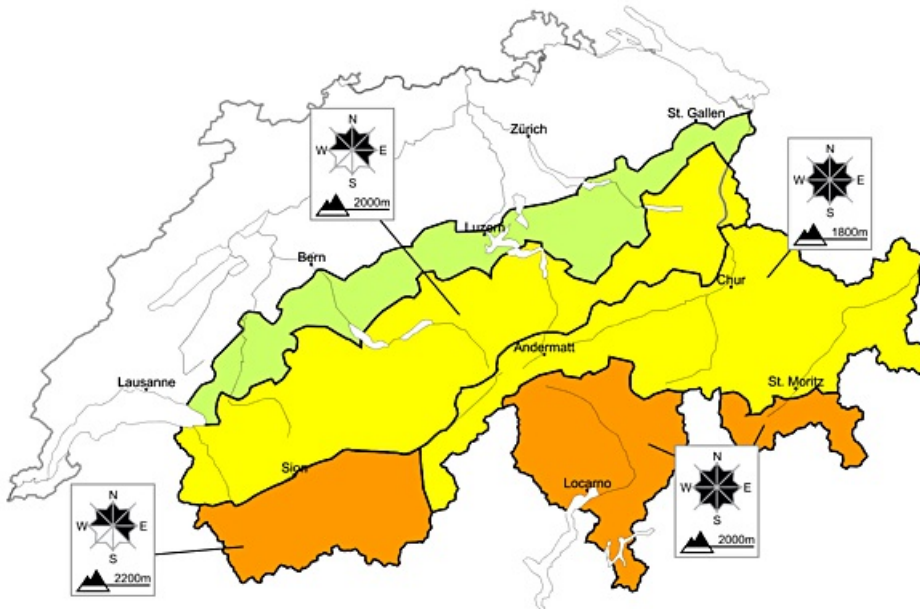 St. Gallen
Zürich
N
W E
S
2000m
N
W E
S
1800m
Luzern
Bern
Chur
Andermatt
Lausanne
St. Moritz
Sion
Locarno
N
W E
S
2000m
N
W E
S
2200m